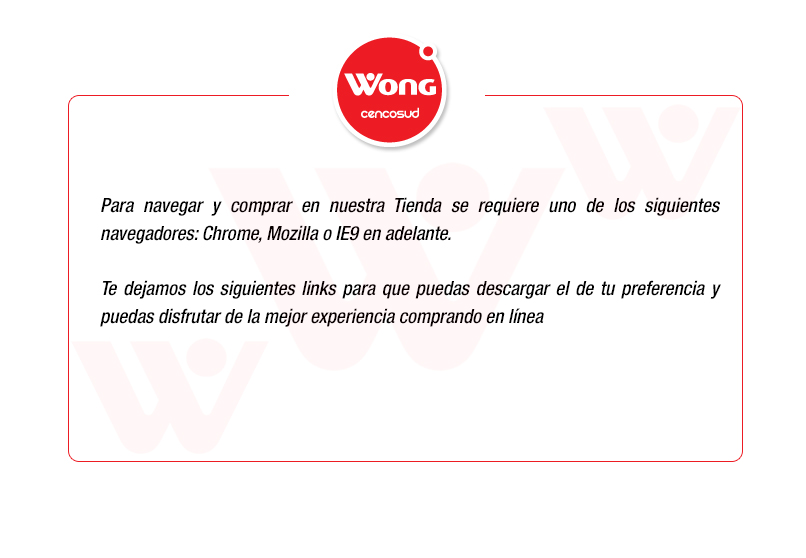 Wong
cencosud
Para navegar y comprar en nuestra Tienda se requiere uno de los siguientes
navegadores: Chrome, Mozilla o IE9 en adelante.
Te dejamos los siguientes links para que puedas descargar el de tu preferencia y
puedas disfrutar de la mejor experiencia comprando en línea